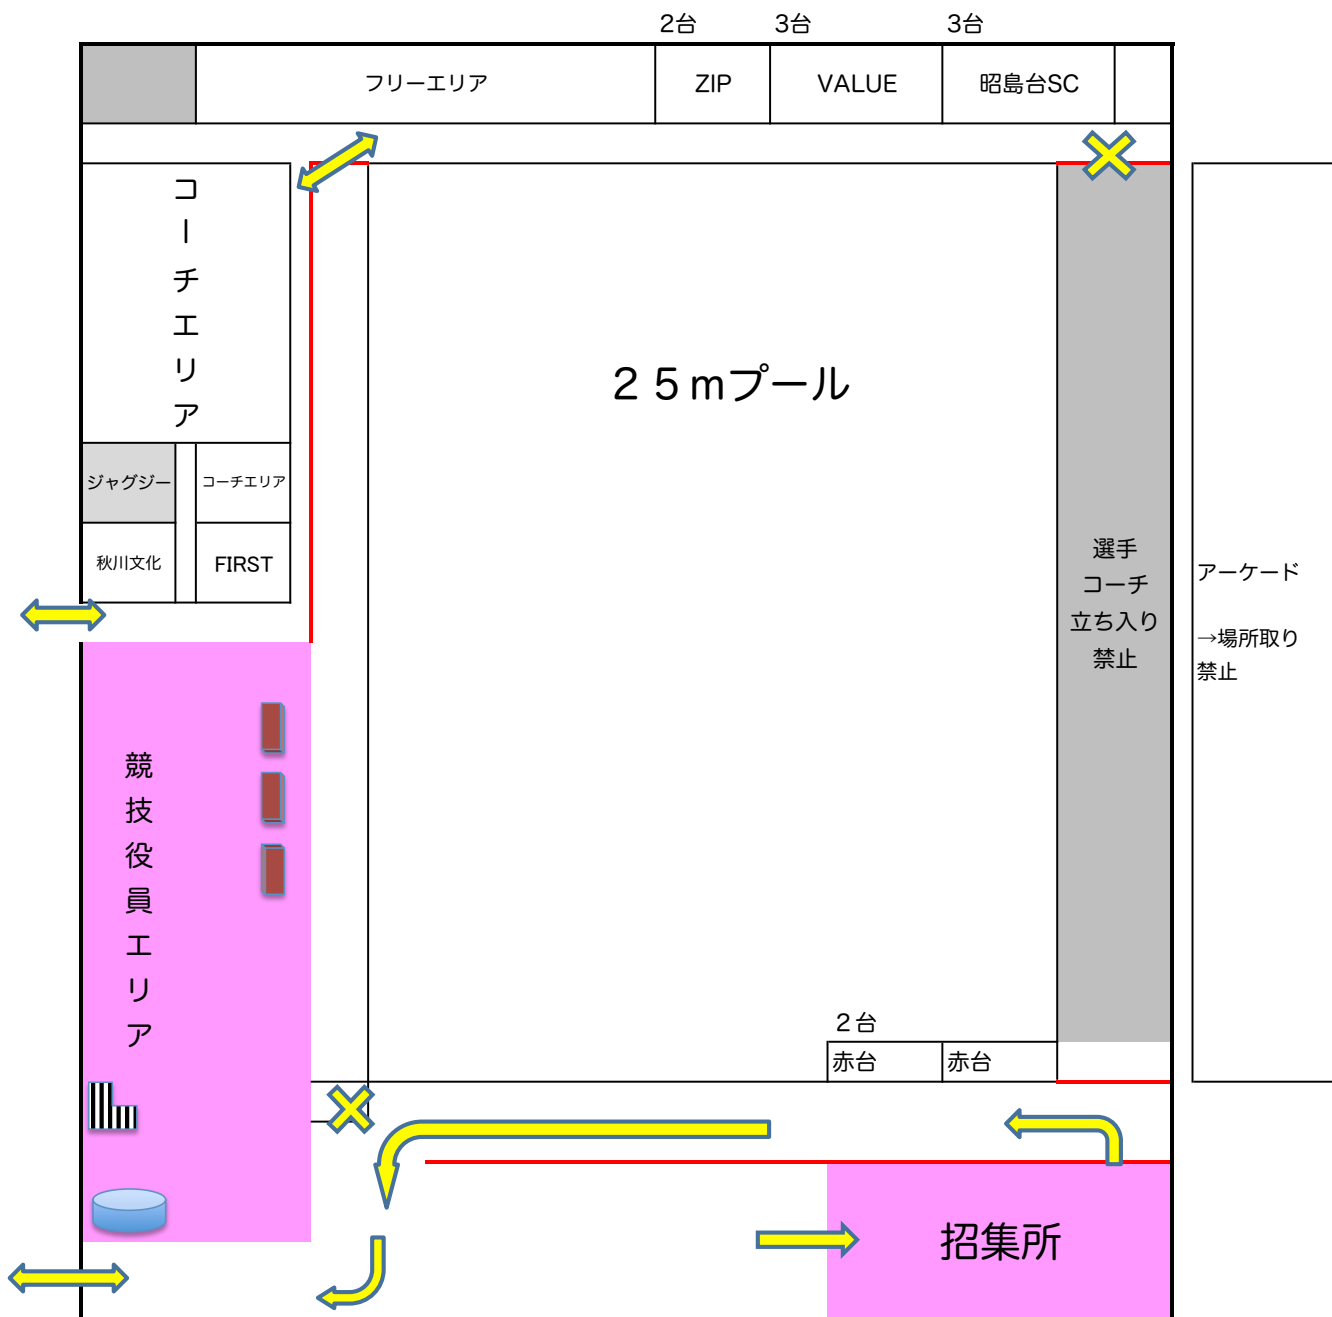 2台
3台
3台
フリーエリア
ZIP
VALUE
昭島台SC
コーチエリア
25mプール
ジャグジー
コーチエリア
秋川文化
FIRST
選手
コーチ
立ち入り
禁止
アーケード
→場所取り
禁止
競技役員エリア
2台
赤台
赤台
招集所